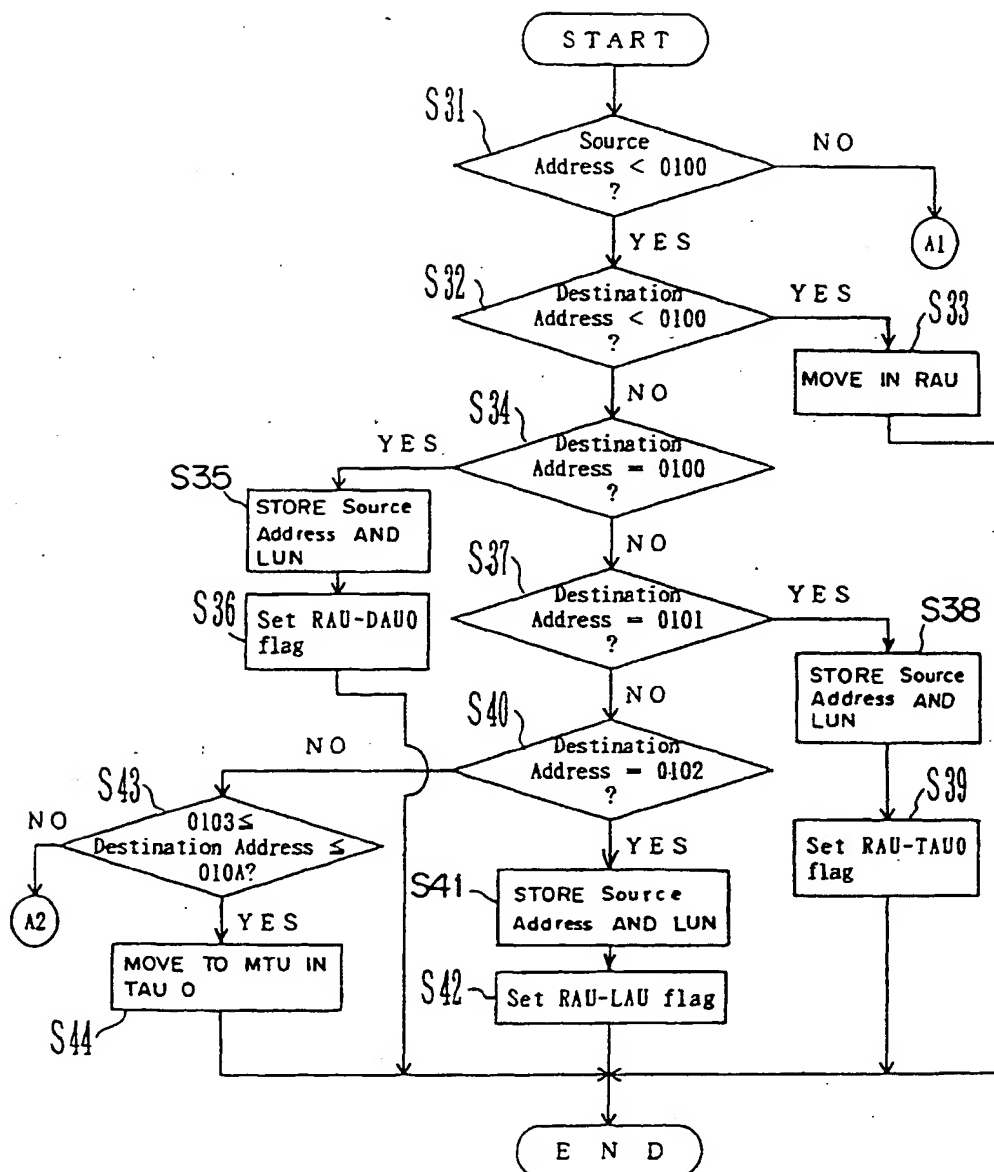 START
S31
Source
Address < 0100
?
NO
A1
YES
S32
Destination
Address < 0100
?
YES
S33
MOVE IN RAU
NO
S34
Destination
Address = 0100
?
YES
S35
STORE Source
Address AND
LUN
S36
Set RAU-DAU0
flag
NO
S37
Destination
Address = 0101
?
YES
S38
STORE Source
Address AND
LUN
S39
Set RAU-TAU0
flag
NO
S40
Destination
Address = 0102
?
NO
S43
0103≤
Destination Address ≤
010A?
NO
A2
YES
MOVE TO MTU IN
TAU 0
S44
YES
S41
STORE Source
Address AND LUN
S42
Set RAU-LAU flag
END